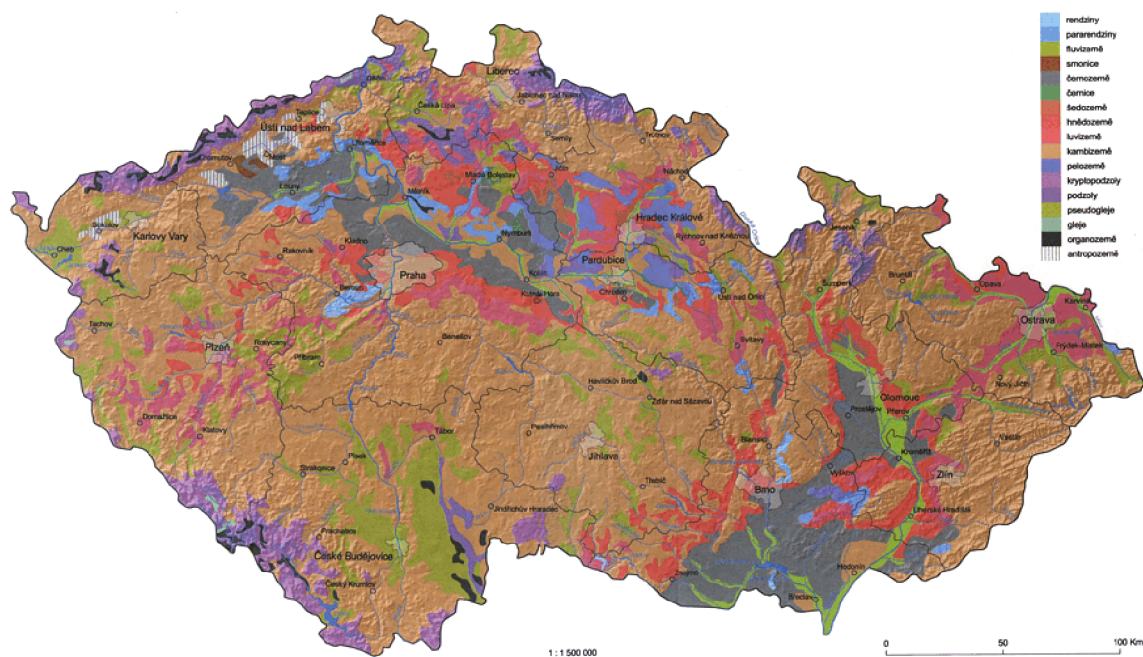 rendziny
pararendziny
fluvizemě
smonice
černozemě
černice
šedozemě
hnědozemě
luvizemě
kambizemě
pelozemě
kryptopodzoly
podzoly
pseudogleje
gleje
organozemě
antropozemě
Liberec
Jablonec nad Nisou
Děčín
Česká Lípa
Teplice
Ústí nad Labem
Semily
Trutnov
Litoměřice
Chomutov
Most
Jičín
Náchod
Louny
Mladá Boleslav
Mělník
Hradec Králové
Sokolov
Karlovy Vary
Cheb
Nymburk
Rychnov nad Kněžnou
Jeseník
Kladno
Rakovník
Praha
Pardubice
Kolín
Bruntál
Opava
Beroun
Kutná Hora
Chrudim
Ústí nad Orlicí
Šumperk
Karviná
Ostrava
Tachov
Plzeň
Rokycany
Benešov
Svitavy
Frýdek-Místek
Příbram
Havlíčkův Brod
Nový Jičín
Žďár nad Sázavou
Olomouc
Prostějov
Přerov
Domažlice
Klatovy
Tábor
Pelhřimov
Jihlava
Blansko
Vsetín
Písek
Kroměříž
Strakonice
Třebíč
Vyškov
Zlín
Brno
Jindřichův Hradec
Uherské Hradiště
Prachatice
České Budějovice
Český Krumlov
Znojmo
Hodonín
Břeclav
1 : 1 500 000
0 50 100 Km